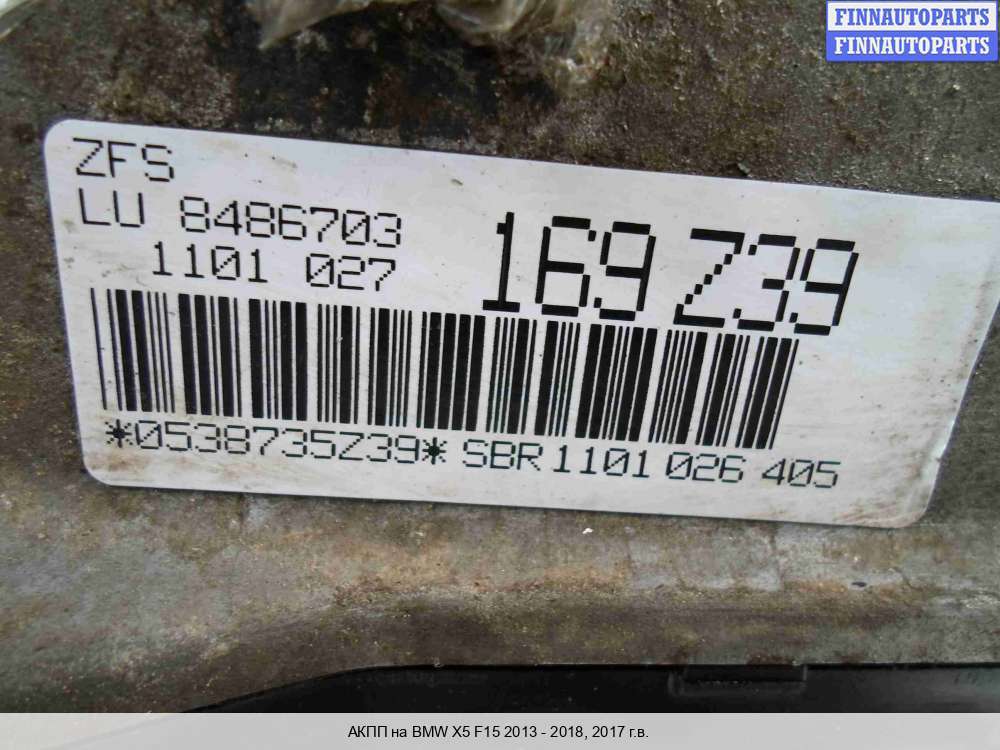 FINNAUTOPARTS
FINNAUTOPARTS
ZFS
LU 8486703
1101 027
169 Z39
*0538735Z39* SBR 1101 026 405
АКПП на BMW X5 F15 2013 - 2018, 2017 г.в.